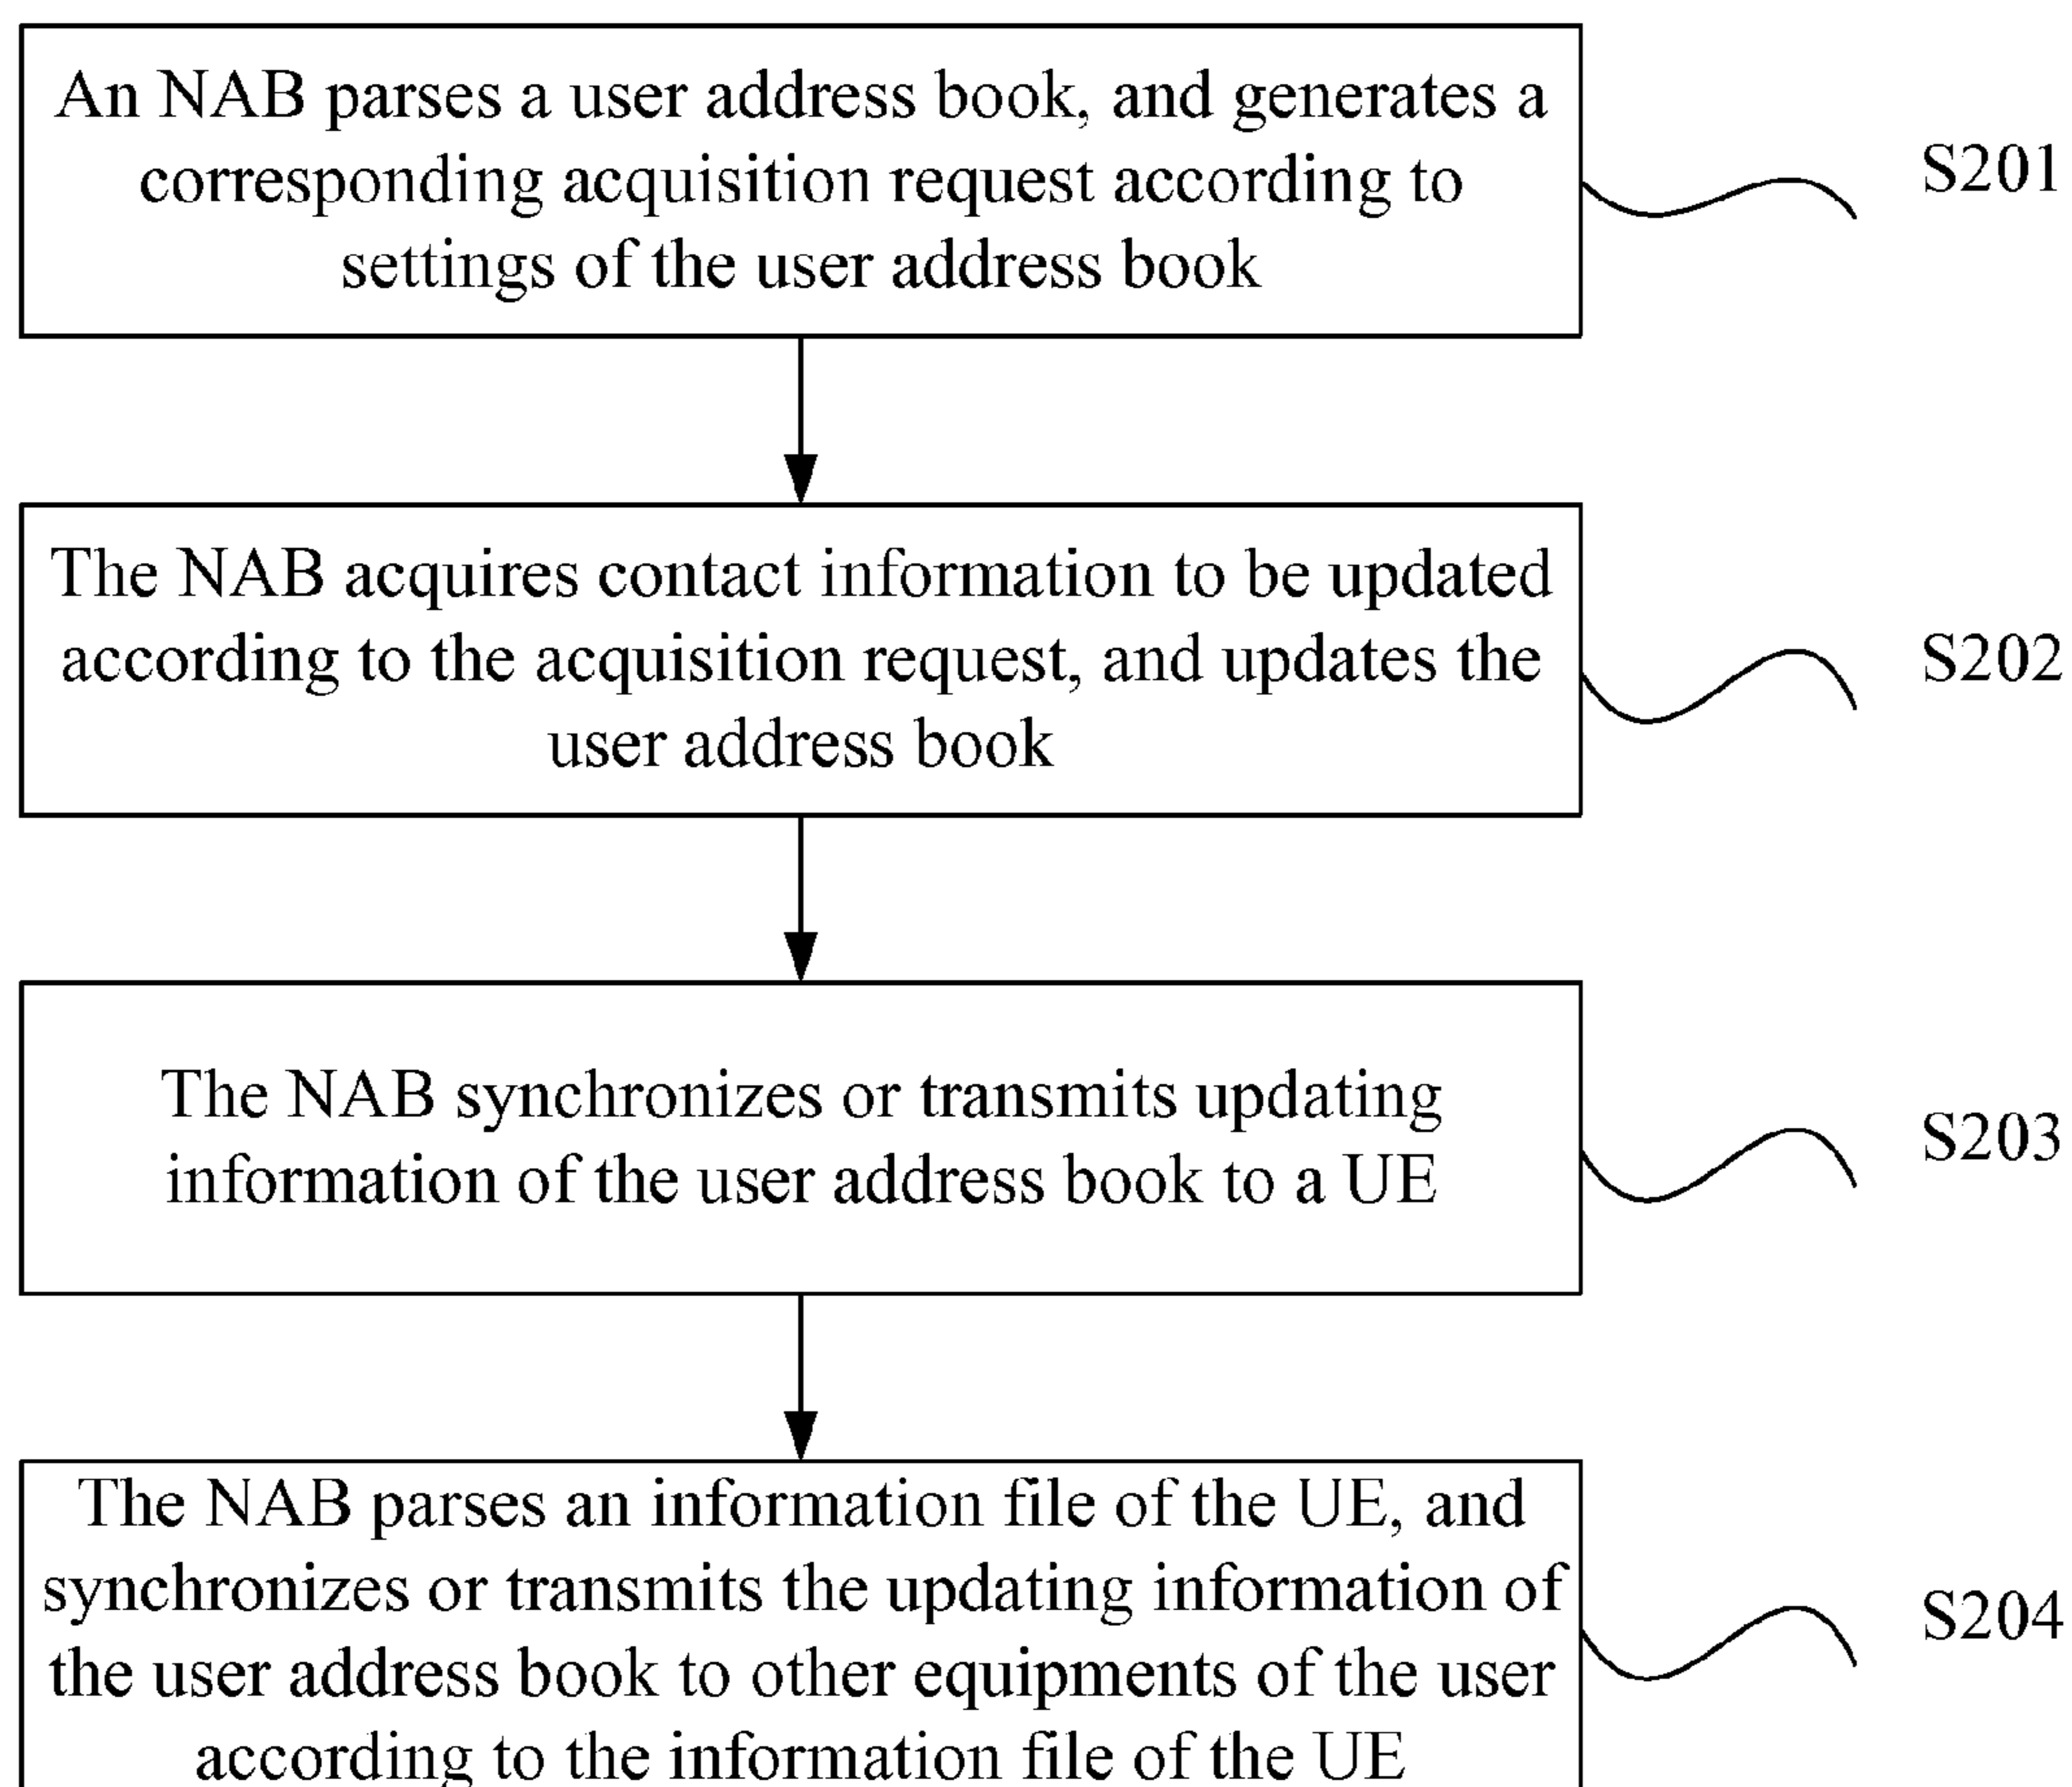 An NAB parses a user address book, and generates a
corresponding acquisition request according to
settings of the user address book
S201
The NAB acquires contact information to be updated
according to the acquisition request, and updates the
user address book
S202
The NAB synchronizes or transmits updating
information of the user address book to a UE
S203
The NAB parses an information file of the UE, and
synchronizes or transmits the updating information of
the user address book to other equipments of the user
according to the information file of the UE
S204